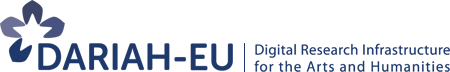 DARIAH-EU
Digital Research Infrastructure
for the Arts and Humanities